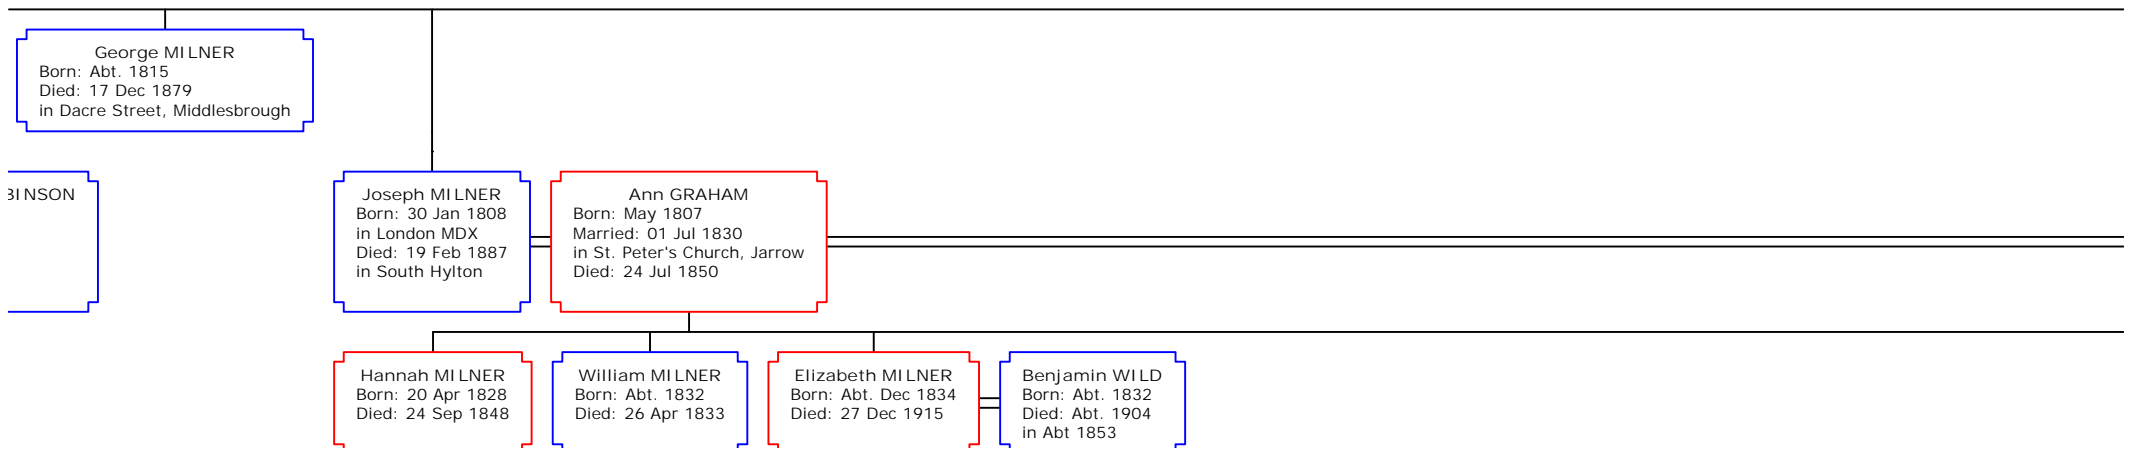 George MILNER
Born: Abt. 1815
Died: 17 Dec 1879
in Dacre Street, Middlesbrough
BINSON
Joseph MILNER
Born: 30 Jan 1808
in London MDX
Died: 19 Feb 1887
in South Hylton
Ann GRAHAM
Born: May 1807
Married: 01 Jul 1830
in St. Peter's Church, Jarrow
Died: 24 Jul 1850
Hannah MILNER
Born: 20 Apr 1828
Died: 24 Sep 1848
William MILNER
Born: Abt. 1832
Died: 26 Apr 1833
Elizabeth MILNER
Born: Abt. Dec 1834
Died: 27 Dec 1915
Benjamin WILD
Born: Abt. 1832
Died: Abt. 1904
in Abt 1853